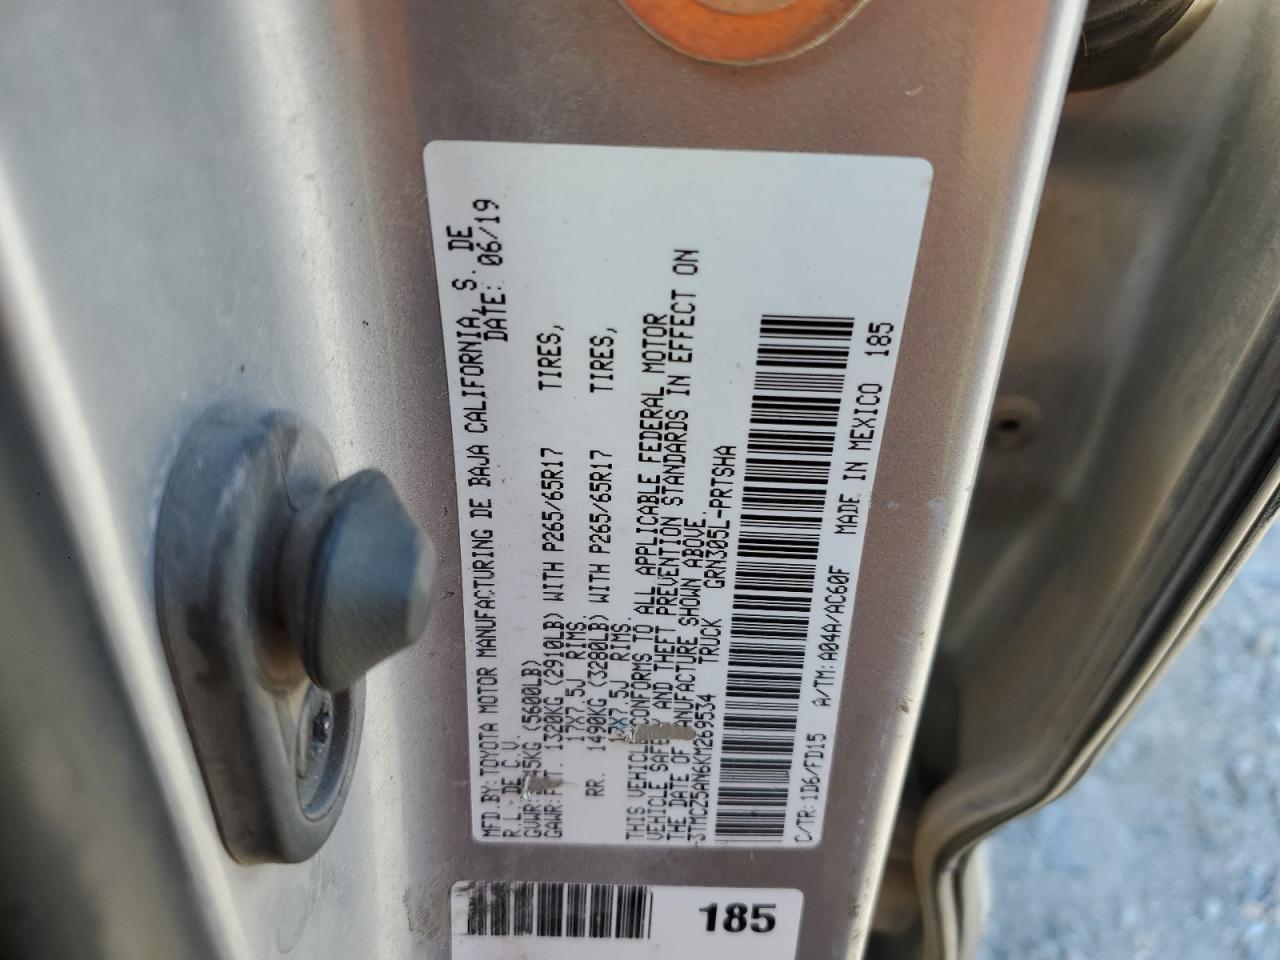 MFD. BY: TOYOTA MOTOR MANUFACTURING DE BAJA CALIFORNIA, S. DE
R. L. DE C. V. DATE: 06/19
GVWR: 5KG (5600LB)
GAWR: 1320KG (2910LB) WITH P265/65R17 TIRES,
17X7.5J RIMS.
RR. 1490KG (3280LB) WITH P265/65R17 TIRES,
17X7.5J RIMS.
THIS VEHICLE CONFORMS TO ALL APPLICABLE FEDERAL MOTOR
VEHICLE SAFETY AND THEFT PREVENTION STANDARDS IN EFFECT ON
THE DATE OF MANUFACTURE SHOWN ABOVE.
3TMCZ5AN6KM269534 TRUCK GRN305L-PRTSHA
C/TR: 1D6/FD15 A/TM: A04A/AC60F MADE IN MEXICO 185
185